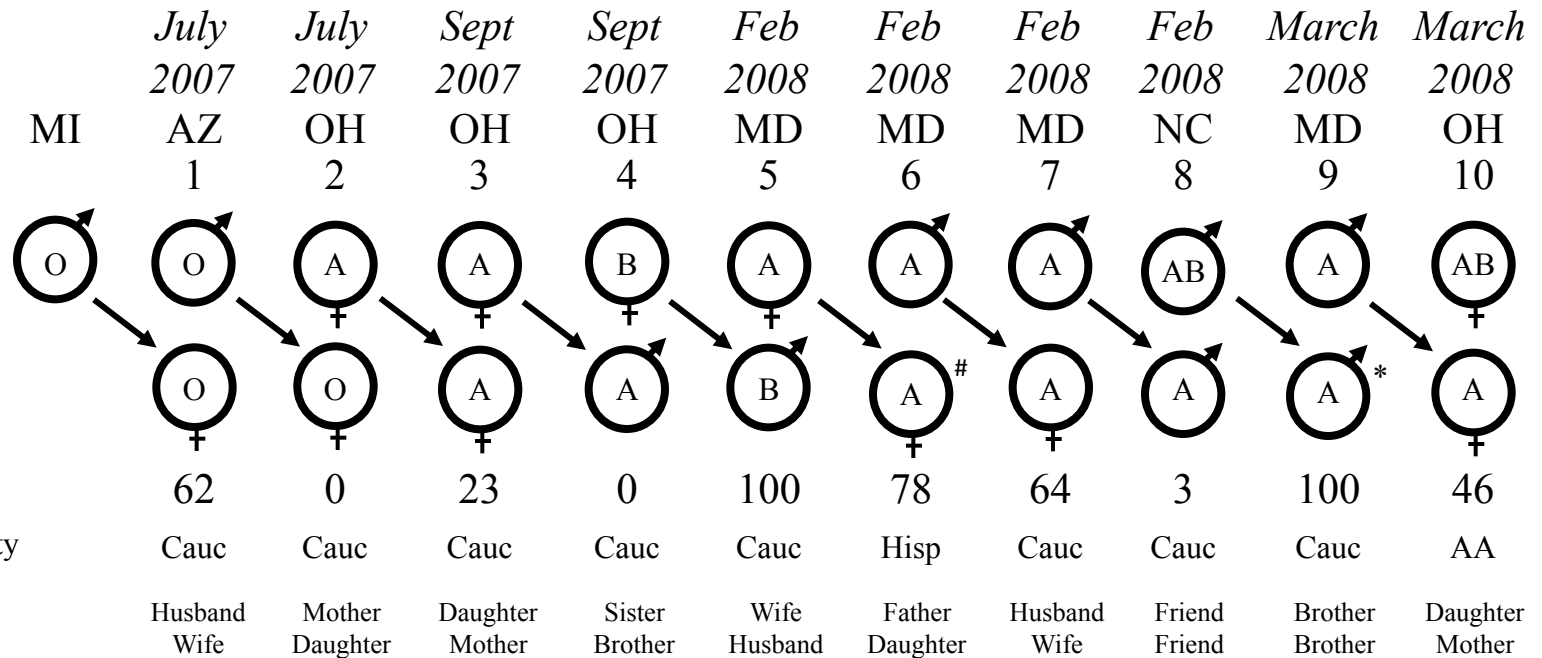 July July Sept Sept Feb Feb Feb Feb March March
2007 2007 2007 2007 2008 2008 2008 2008 2008 2008
MI AZ OH OH OH MD MD MD NC MD OH
1 2 3 4 5 6 7 8 9 10
O O A A B A A A AB A AB
O O A A B A # A A A * A
62 0 23 0 100 78 64 3 100 46
Cauc Cauc Cauc Cauc Cauc Hisp Cauc Cauc Cauc AA
Husband Mother Daughter Sister Wife Father Husband Friend Brother Daughter
Wife Daughter Mother Brother Husband Daughter Wife Friend Brother Mother